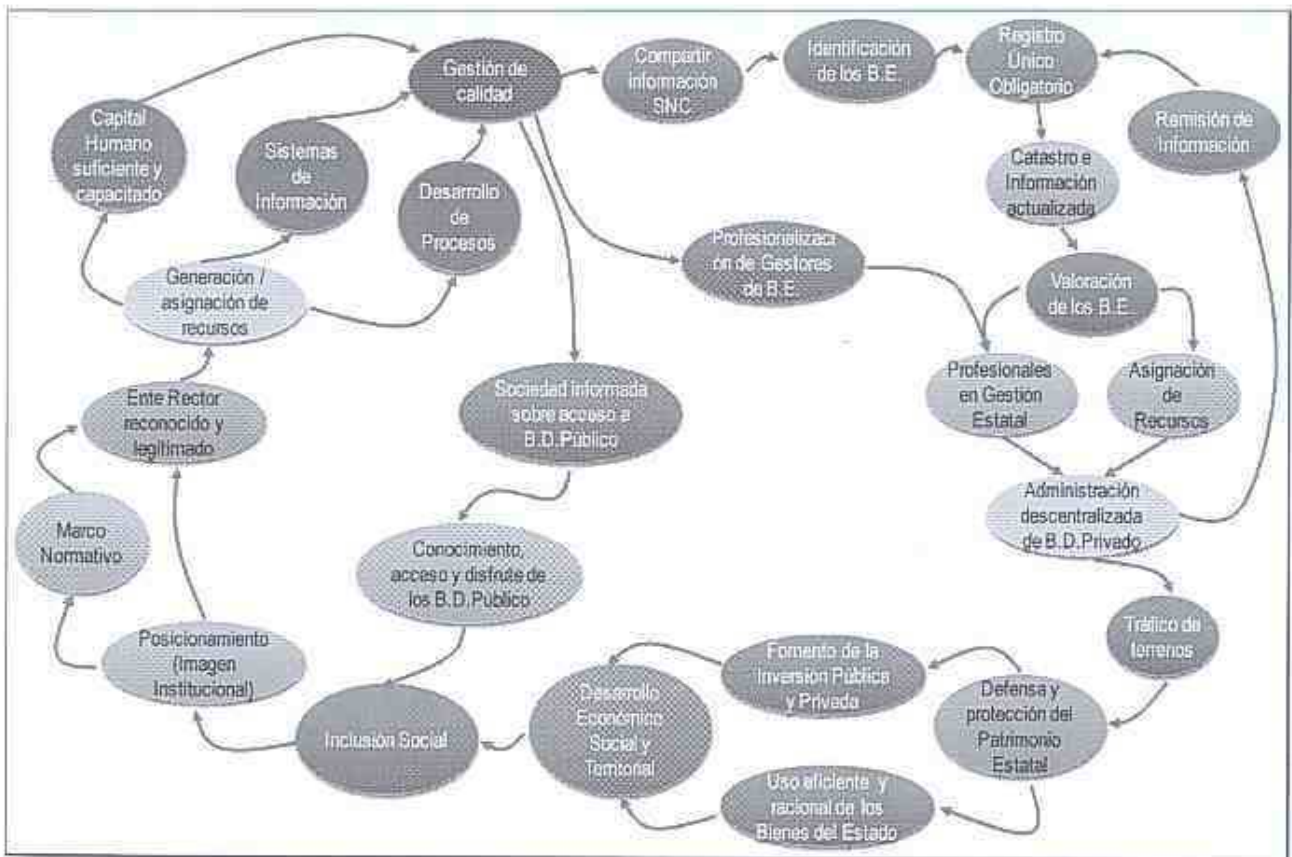 Gestión de
calidad
Compartir
información
SNC
Identificación
de los B.E.
Registro
Único
Obligatorio
Remisión de
Información
Capital
Humano
suficiente y
capacitado
Sistemas
de
Información
Desarrollo
de
Procesos
Catastro e
Información
actualizada
Profesionalizaci
ón de Gestores
de B.E.
Valoración
de los B.E.
Generación /
asignación de
recursos
Profesionales
en Gestión
Estatal
Asignación
de
Recursos
Ente Rector
reconocido y
legitimado
Sociedad informada
sobre acceso a
B.D.Público
Administración
descentralizada
de B.D.Privado
Marco
Normativo
Conocimiento,
acceso y disfrute de
los B.D.Público
Tráfico de
terrenos
Posicionamiento
(Imagen
Institucional)
Fomento de la
Inversión Pública
y Privada
Defensa y
protección del
Patrimonio
Estatal
Inclusión Social
Desarrollo
Económico
Social y
Territorial
Uso eficiente y
racional de los
Bienes del Estado